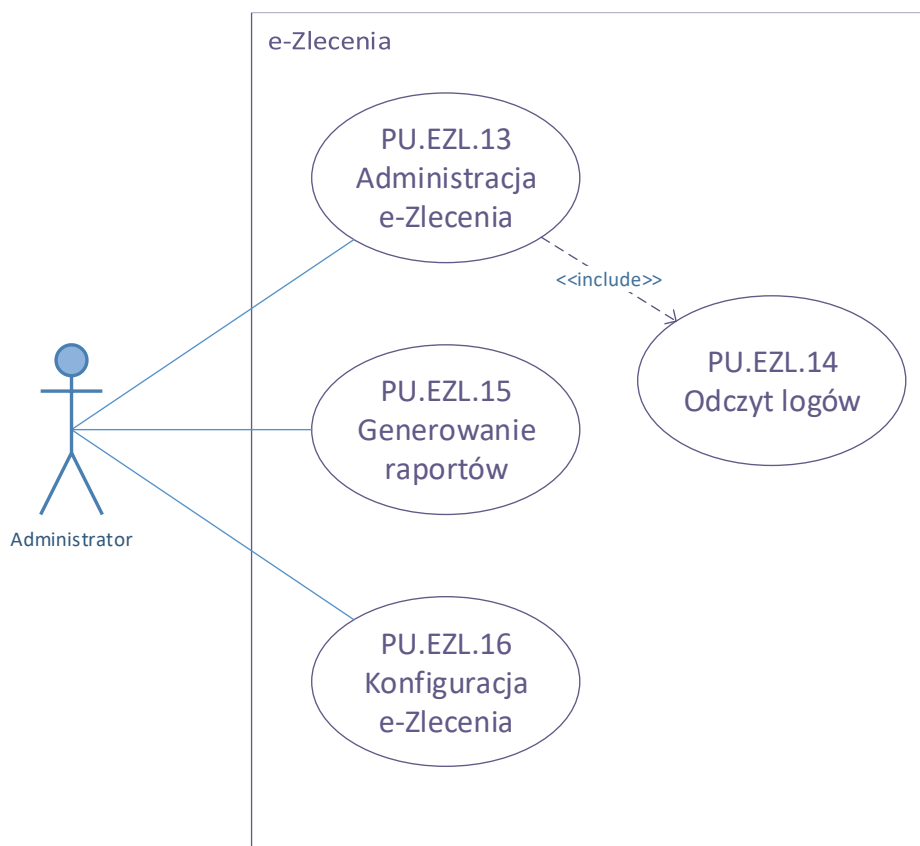 e-Zlecenia
PU.EZL.13
Administracja
e-Zlecenia
<<include>>
PU.EZL.14
Odczyt logów
PU.EZL.15
Generowanie
raportów
Administrator
PU.EZL.16
Konfiguracja
e-Zlecenia